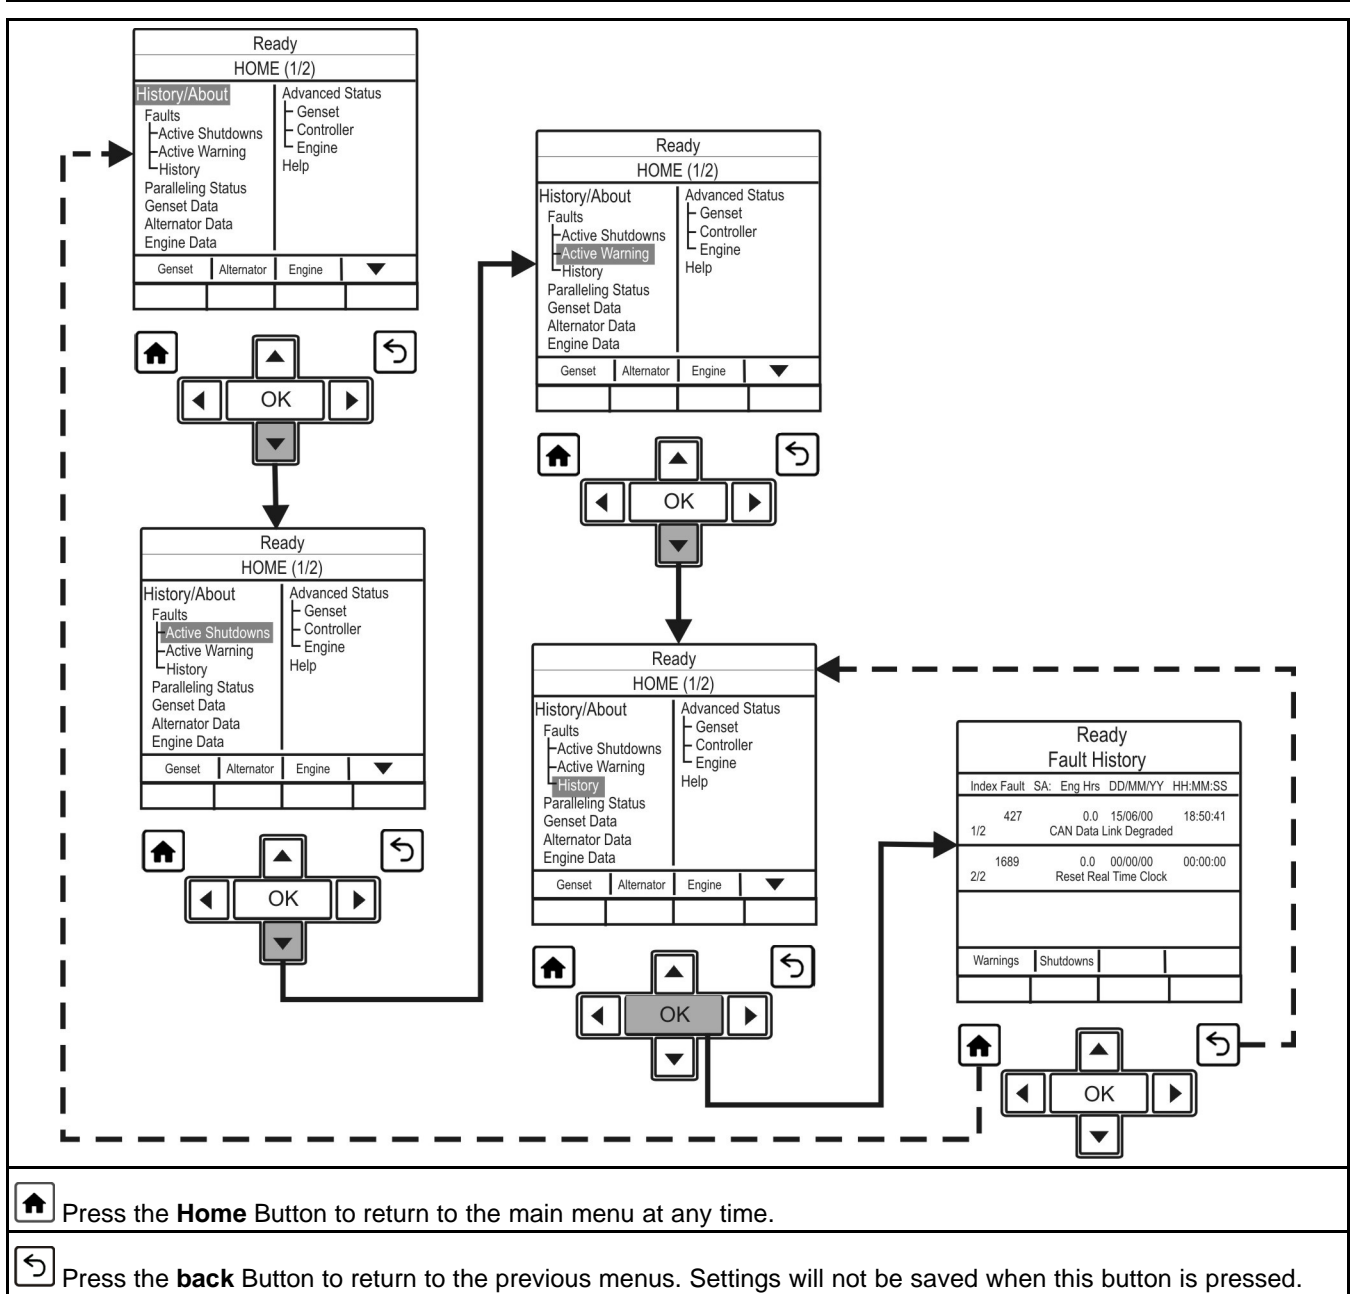 Ready
HOME (1/2)
History/About
Faults
Active Shutdowns
Active Warning
History
Paralleling Status
Genset Data
Alternator Data
Engine Data
Advanced Status
Genset
Controller
Engine
Help
Genset Alternator Engine
OK
Ready
HOME (1/2)
History/About
Faults
Active Shutdowns
Active Warning
History
Paralleling Status
Genset Data
Alternator Data
Engine Data
Advanced Status
Genset
Controller
Engine
Help
Genset Alternator Engine
OK
Ready
HOME (1/2)
History/About
Faults
Active Shutdowns
Active Warning
History
Paralleling Status
Genset Data
Alternator Data
Engine Data
Advanced Status
Genset
Controller
Engine
Help
Genset Alternator Engine
OK
Ready
HOME (1/2)
History/About
Faults
Active Shutdowns
Active Warning
History
Paralleling Status
Genset Data
Alternator Data
Engine Data
Advanced Status
Genset
Controller
Engine
Help
Genset Alternator Engine
OK
Ready
Fault History
Index Fault SA: Eng Hrs DD/MM/YY HH:MM:SS
427 0.0 15/06/00 18:50:41
1/2 CAN Data Link Degraded
1689 0.0 00/00/00 00:00:00
2/2 Reset Real Time Clock
Warnings Shutdowns
OK
Press the Home Button to return to the main menu at any time.
Press the back Button to return to the previous menus. Settings will not be saved when this button is pressed.